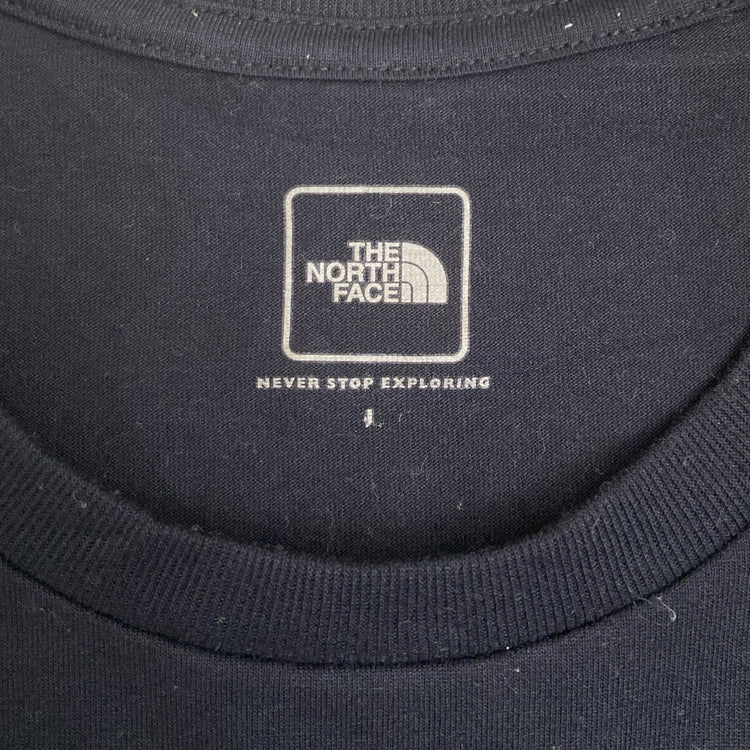 THE
NORTH
FACE
NEVER STOP EXPLORING